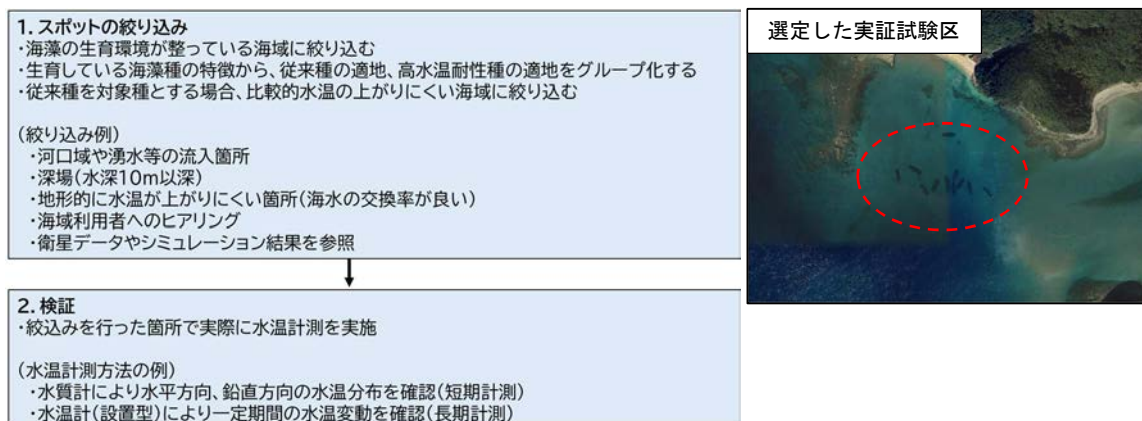 1. スポットの絞り込み
・海藻の生育環境が整っている海域に絞り込む
・生育している海藻種の特徴から、従来種の適地、高水温耐性種の適地をグループ化する
・従来種を対象種とする場合、比較的水温の上がりにくい海域に絞り込む
(絞り込み例)
・河口域や湧水等の流入箇所
・深場(水深10m以深)
・地形的に水温が上がりにくい箇所(海水の交換率が良い)
・海域利用者へのヒアリング
・衛星データやシミュレーション結果を参照
2. 検証
・絞込みを行った箇所で実際に水温計測を実施
(水温計測方法の例)
・水質計により水平方向、鉛直方向の水温分布を確認(短期計測)
・水温計(設置型)により一定期間の水温変動を確認(長期計測)
選定した実証試験区